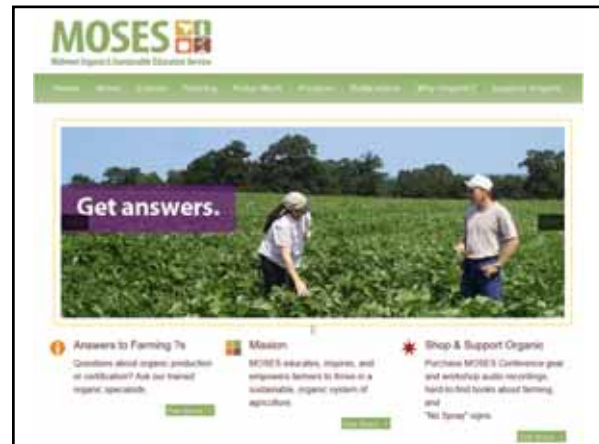 MOSES
Midwest Organic & Sustainable Education Service
Home
Get answers.
Answers to Farming ?s
Questions about organic production
or certification? Ask our trained
organic specialists.
Mission
MOSES educates, inspires, and
empowers farmers to thrive in a
sustainable, organic system of
agriculture.
Shop & Support Organic
Purchase MOSES Conference gear
and workshop audio recordings,
hard-to-find books about farming,
and
"No Spray" signs.